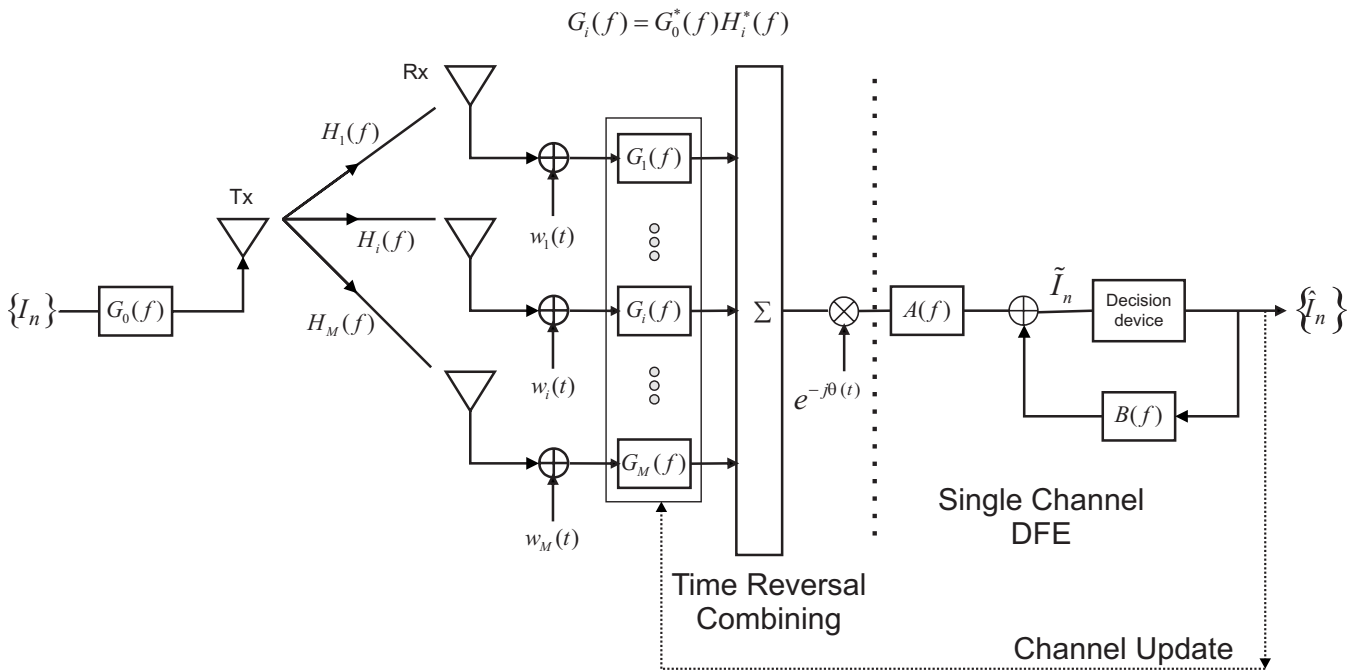 G_i(f) = G_0^*(f)H_i^*(f)
Rx
H_1(f)
G_1(f)
Tx
w_1(t)
H_i(f)
{I_n}
G_0(f)
H_M(f)
G_i(f)
Σ
A(f)
Ĩ_n
Decision
device
{Î_n}
w_i(t)
e^{-jθ(t)}
B(f)
G_M(f)
w_M(t)
Single Channel
DFE
Time Reversal
Combining
Channel Update